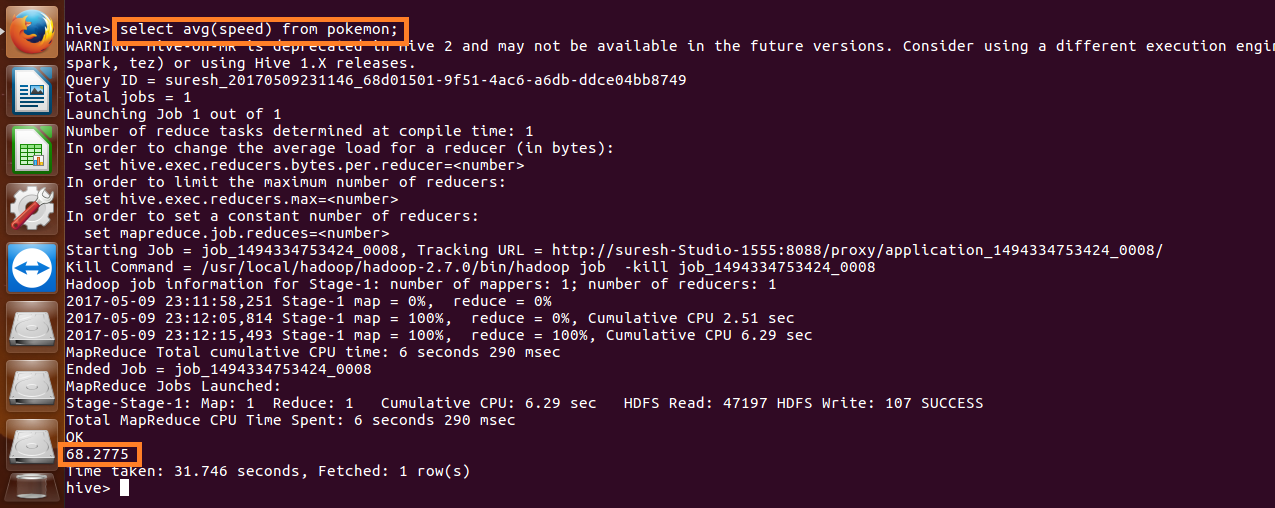 hive> select avg(speed) from pokemon;
WARNING: Hive-on-MR is deprecated in Hive 2 and may not be available in the future versions. Consider using a different execution engin
spark, tez) or using Hive 1.X releases.
Query ID = suresh_20170509231146_68d01501-9f51-4ac6-a6db-ddce04bb8749
Total jobs = 1
Launching Job 1 out of 1
Number of reduce tasks determined at compile time: 1
In order to change the average load for a reducer (in bytes):
  set hive.exec.reducers.bytes.per.reducer=<number>
In order to limit the maximum number of reducers:
  set hive.exec.reducers.max=<number>
In order to set a constant number of reducers:
  set mapreduce.job.reduces=<number>
Starting Job = job_1494334753424_0008, Tracking URL = http://suresh-Studio-1555:8088/proxy/application_1494334753424_0008/
Kill Command = /usr/local/hadoop/hadoop-2.7.0/bin/hadoop job  -kill job_1494334753424_0008
Hadoop job information for Stage-1: number of mappers: 1; number of reducers: 1
2017-05-09 23:11:58,251 Stage-1 map = 0%,  reduce = 0%
2017-05-09 23:12:05,814 Stage-1 map = 100%,  reduce = 0%, Cumulative CPU 2.51 sec
2017-05-09 23:12:15,493 Stage-1 map = 100%,  reduce = 100%, Cumulative CPU 6.29 sec
MapReduce Total cumulative CPU time: 6 seconds 290 msec
Ended Job = job_1494334753424_0008
MapReduce Jobs Launched:
Stage-Stage-1: Map: 1  Reduce: 1   Cumulative CPU: 6.29 sec   HDFS Read: 47197 HDFS Write: 107 SUCCESS
Total MapReduce CPU Time Spent: 6 seconds 290 msec
OK
68.2775
Time taken: 31.746 seconds, Fetched: 1 row(s)
hive>